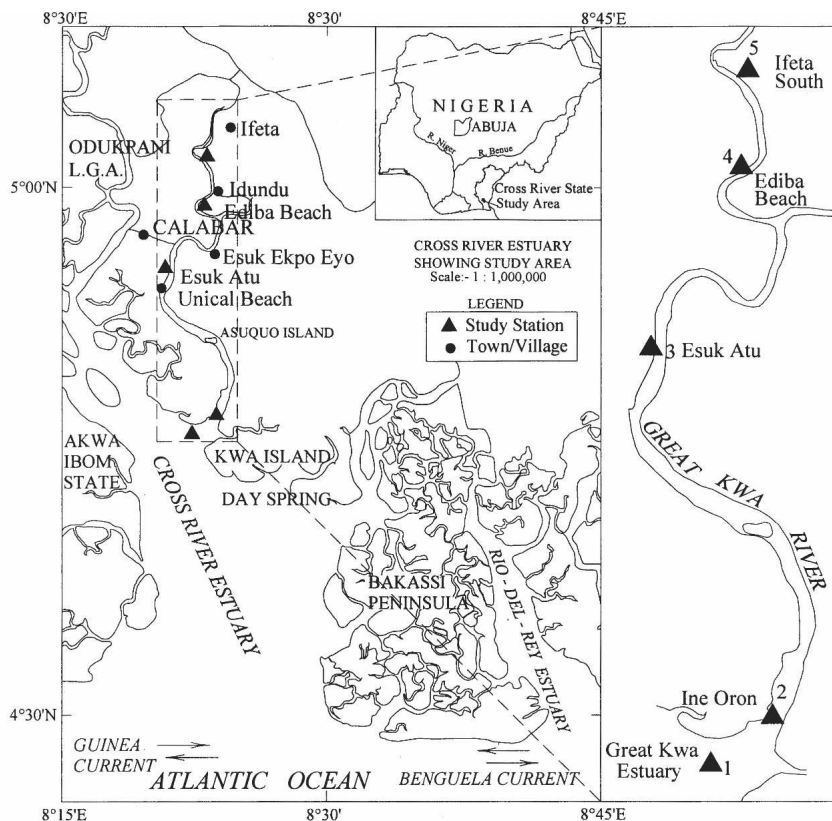 8°30'E
8°30'
8°45'E
NIGERIA
ABUJA
R. Niger
R. Benue
Cross River State
Study Area
Ifeta
ODUKPANI
L.G.A.
5°00'
5°00'N
Idundu
Ediba Beach
CALABAR
Esuk Ekpo Eyo
Esuk Atu
Unical Beach
ASUQUO ISLAND
CROSS RIVER ESTUARY
SHOWING STUDY AREA
Scale:- 1 : 1,000,000
LEGEND
Study Station
Town/Village
AKWA
IBOM
STATE
KWA ISLAND
DAY SPRING
CROSS RIVER ESTUARY
BAKASSI
PENINSULA
RIO - DEL - REY ESTUARY
4°30'
4°30'N
GUINEA
CURRENT
ATLANTIC OCEAN
BENGUELA CURRENT
8°15'E
8°30'
8°45'E
5
Ifeta
South
4
Ediba
Beach
3 Esuk Atu
GREAT KWA
RIVER
Ine Oron
2
Great Kwa
Estuary
1